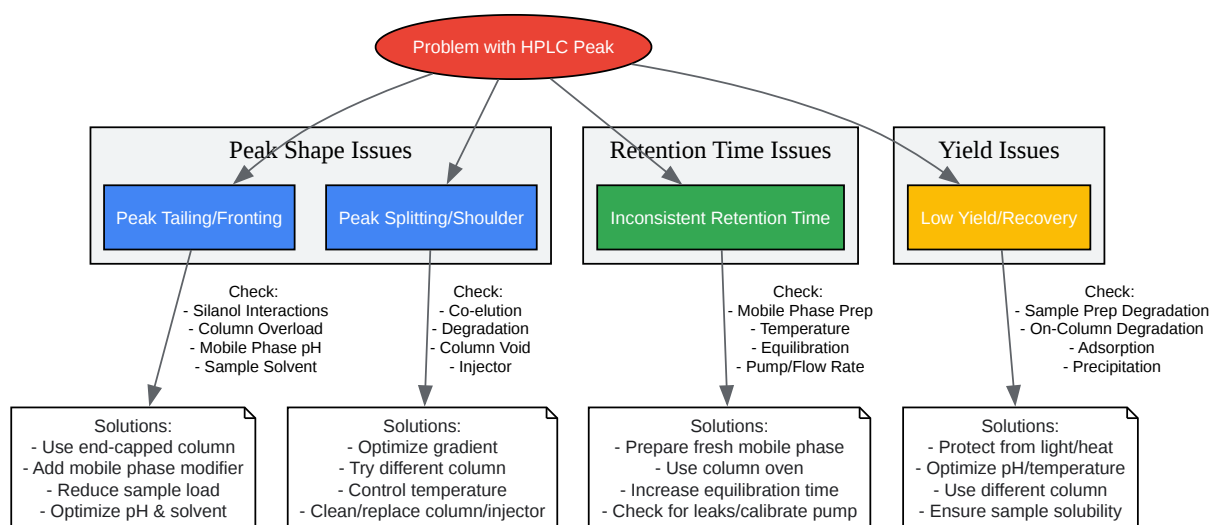 Problem with HPLC Peak
Peak Shape Issues
Retention Time Issues
Yield Issues
Peak Tailing/Fronting
Peak Splitting/Shoulder
Inconsistent Retention Time
Low Yield/Recovery
Check:
- Silanol Interactions
- Column Overload
- Mobile Phase pH
- Sample Solvent
Check:
- Co-elution
- Degradation
- Column Void
- Injector
Check:
- Mobile Phase Prep
- Temperature
- Equilibration
- Pump/Flow Rate
Check:
- Sample Prep Degradation
- On-Column Degradation
- Adsorption
- Precipitation
Solutions:
- Use end-capped column
- Add mobile phase modifier
- Reduce sample load
- Optimize pH & solvent
Solutions:
- Optimize gradient
- Try different column
- Control temperature
- Clean/replace column/injector
Solutions:
- Prepare fresh mobile phase
- Use column oven
- Increase equilibration time
- Check for leaks/calibrate pump
Solutions:
- Protect from light/heat
- Optimize pH/temperature
- Use different column
- Ensure sample solubility